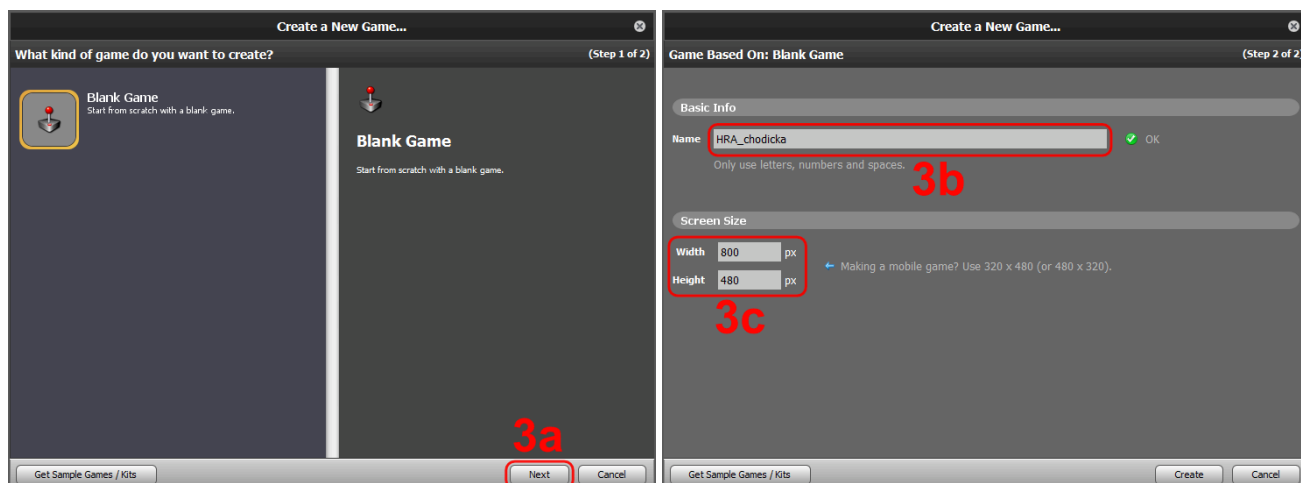 Create a New Game...
What kind of game do you want to create? (Step 1 of 2)
Blank Game
Start from scratch with a blank game.
Blank Game
Start from scratch with a blank game.
3a
Get Sample Games / Kits Next Cancel
Create a New Game...
Game Based On: Blank Game (Step 2 of 2)
Basic Info
Name HRA_chodicka OK
Only use letters, numbers and spaces.
3b
Screen Size
Width 800 px
Making a mobile game? Use 320 x 480 (or 480 x 320).
Height 480 px
3c
Get Sample Games / Kits Create Cancel